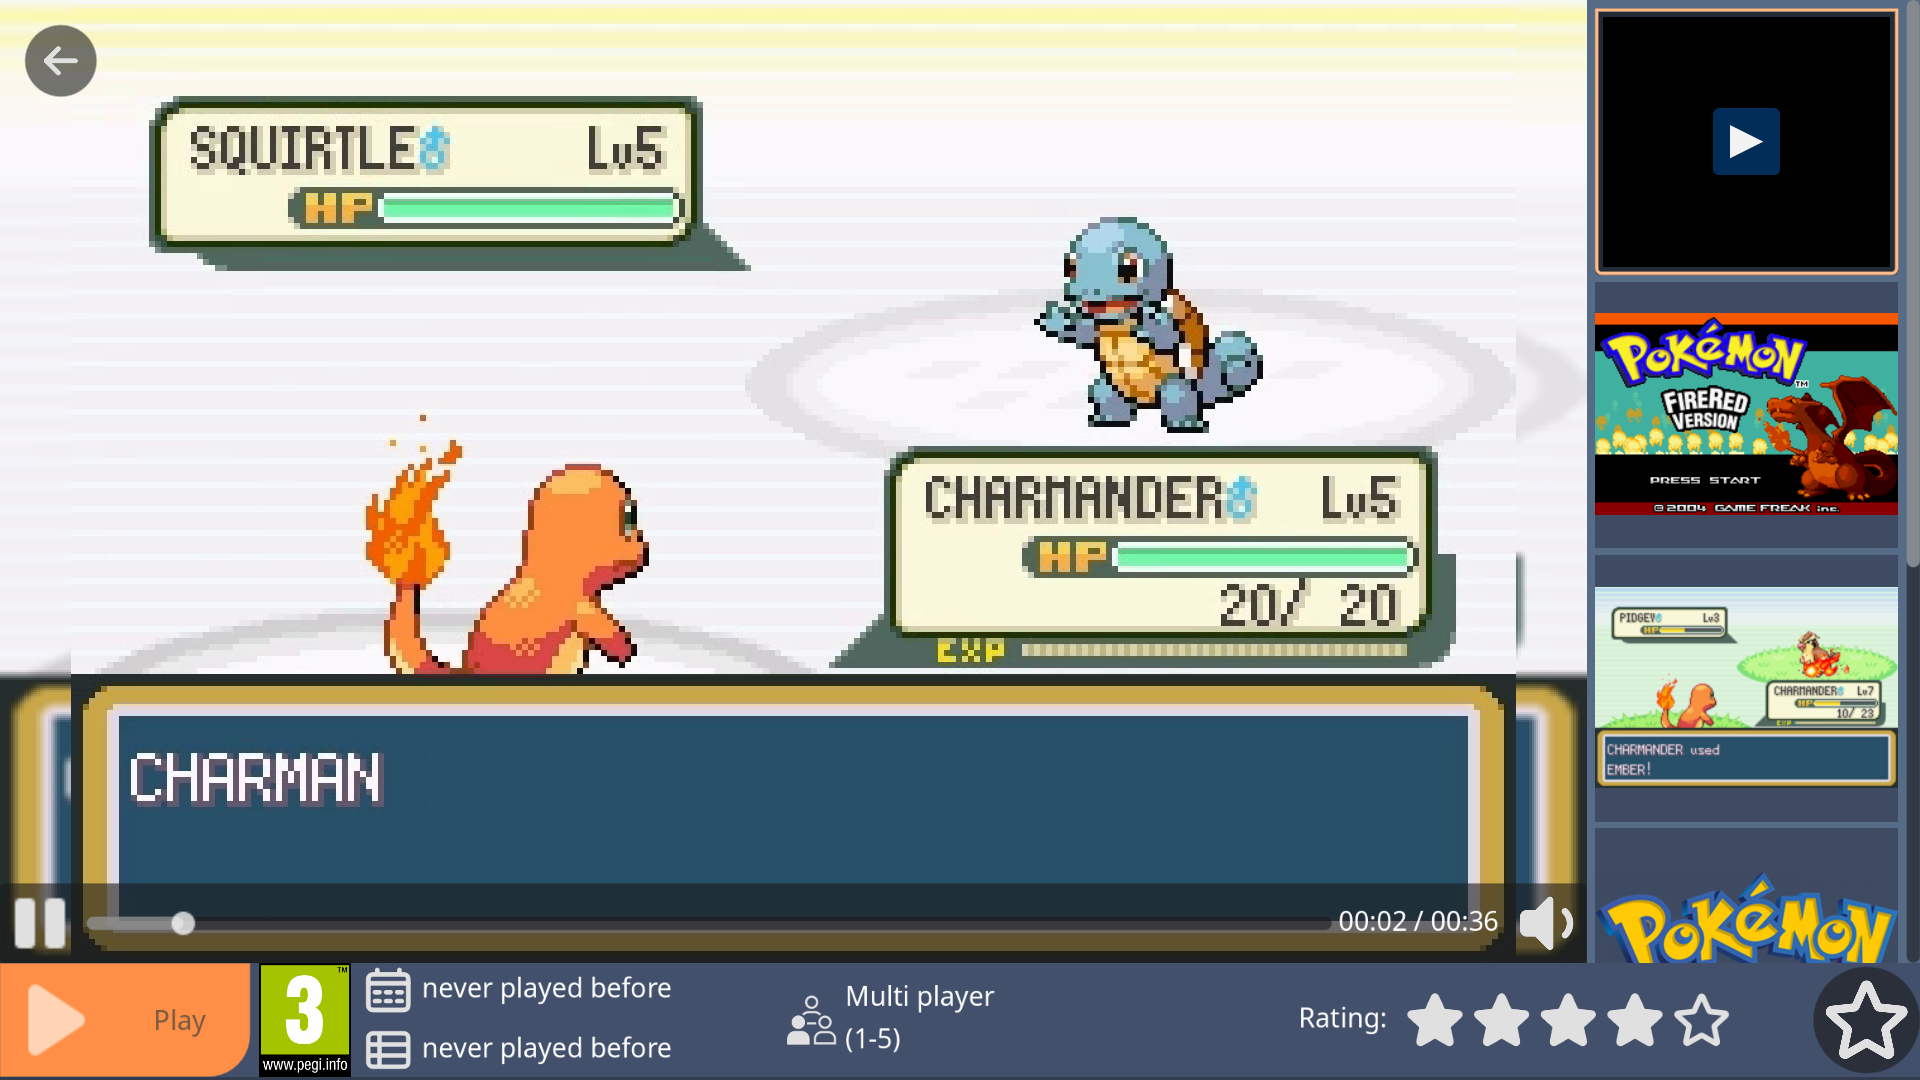 SQUIRTLE♂ Lv5
HP
CHARMANDER♂ Lv5
HP
20/ 20
EXP
CHARMAN
00:02 / 00:36
POKéMON
™
FIRERED
VERSION
PRESS START
©2004 GAME FREAK inc.
PIDGEY♂ Lv3
HP
CHARMANDER♂ Lv7
HP
10/ 23
EXP
CHARMANDER used
EMBER!
POKéMON
Play
3
™
www.pegi.info
never played before
never played before
Multi player
(1-5)
Rating: